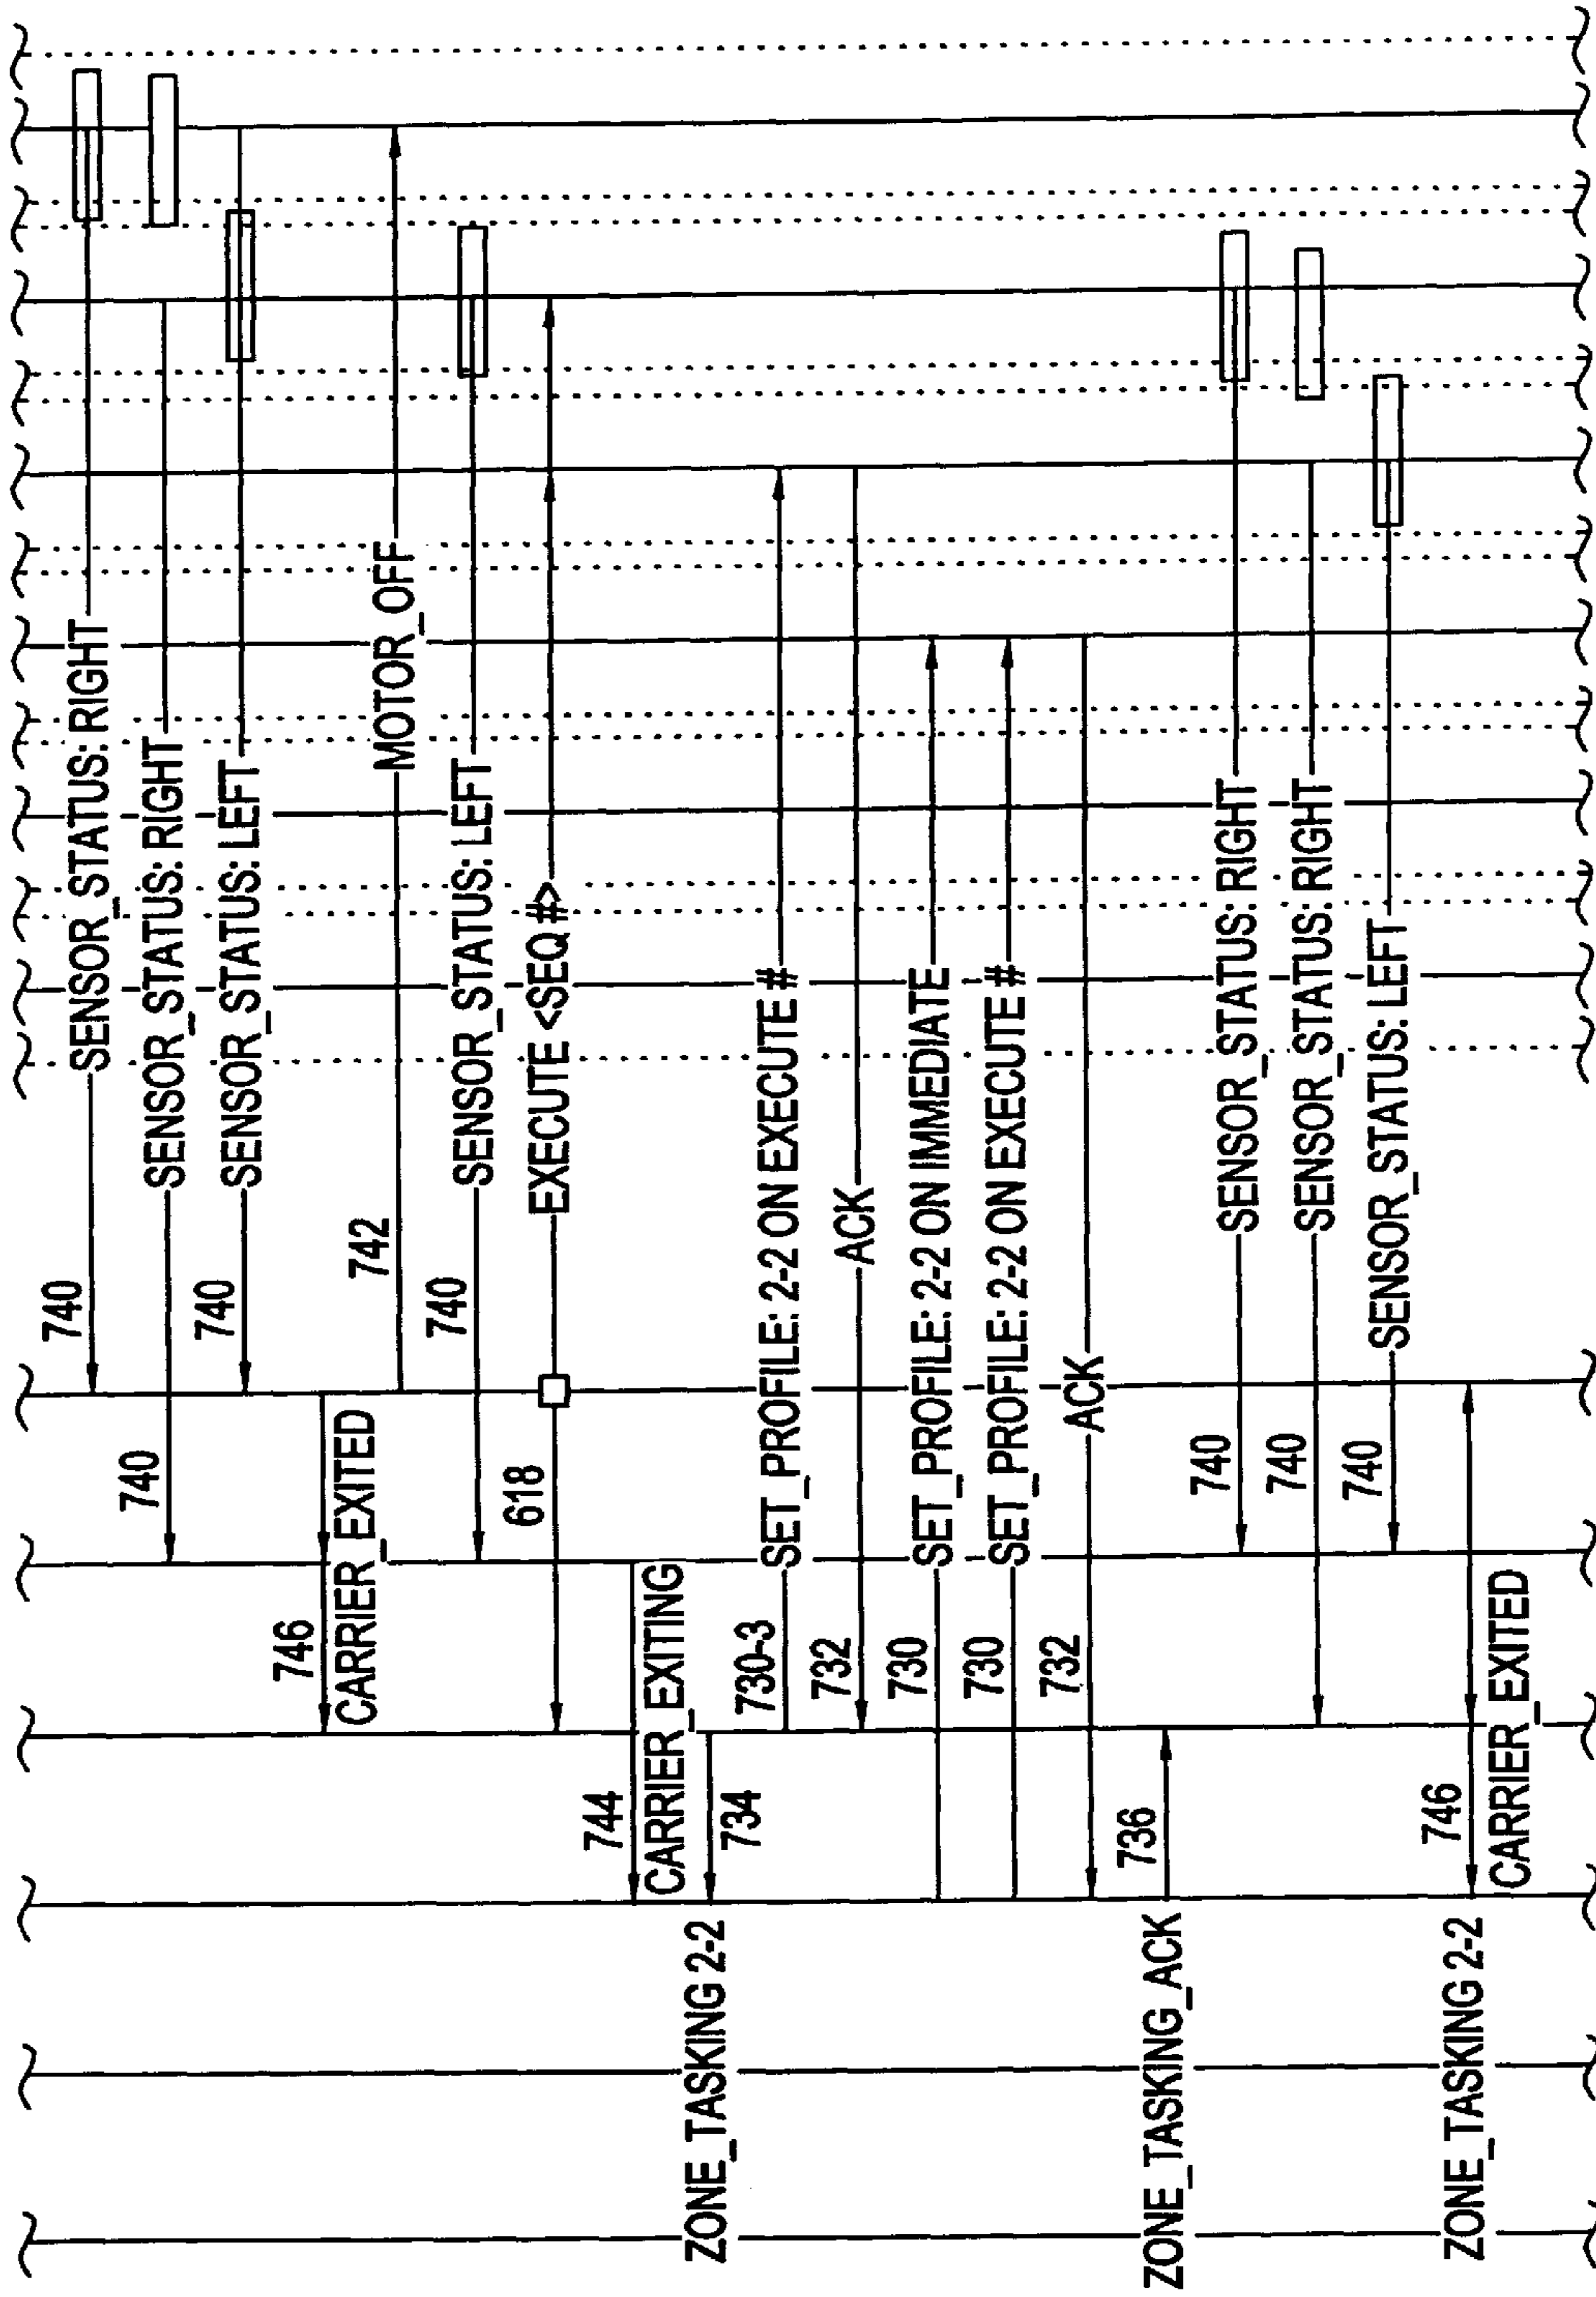 740
SENSOR_STATUS: RIGHT
740
SENSOR_STATUS: RIGHT
740
SENSOR_STATUS: LEFT
746
CARRIER_EXITED
742
MOTOR_OFF
740
SENSOR_STATUS: LEFT
618
EXECUTE <SEQ #>
744
CARRIER_EXITING
734
ZONE_TASKING 2-2
730-3
SET_PROFILE: 2-2 ON EXECUTE #
732
ACK
730
SET_PROFILE: 2-2 ON IMMEDIATE
730
SET_PROFILE: 2-2 ON EXECUTE #
732
ACK
736
ZONE_TASKING_ACK
740
SENSOR_STATUS: RIGHT
740
SENSOR_STATUS: RIGHT
740
SENSOR_STATUS: LEFT
746
ZONE_TASKING 2-2
CARRIER_EXITED